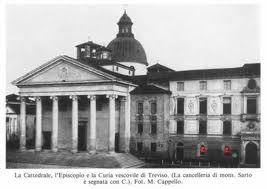 La Cattedrale, l'Episcopio e la Curia vescovile di Treviso. (La cancelleria di mons. Sarto
è segnata con C.). Fot. M. Cappello.